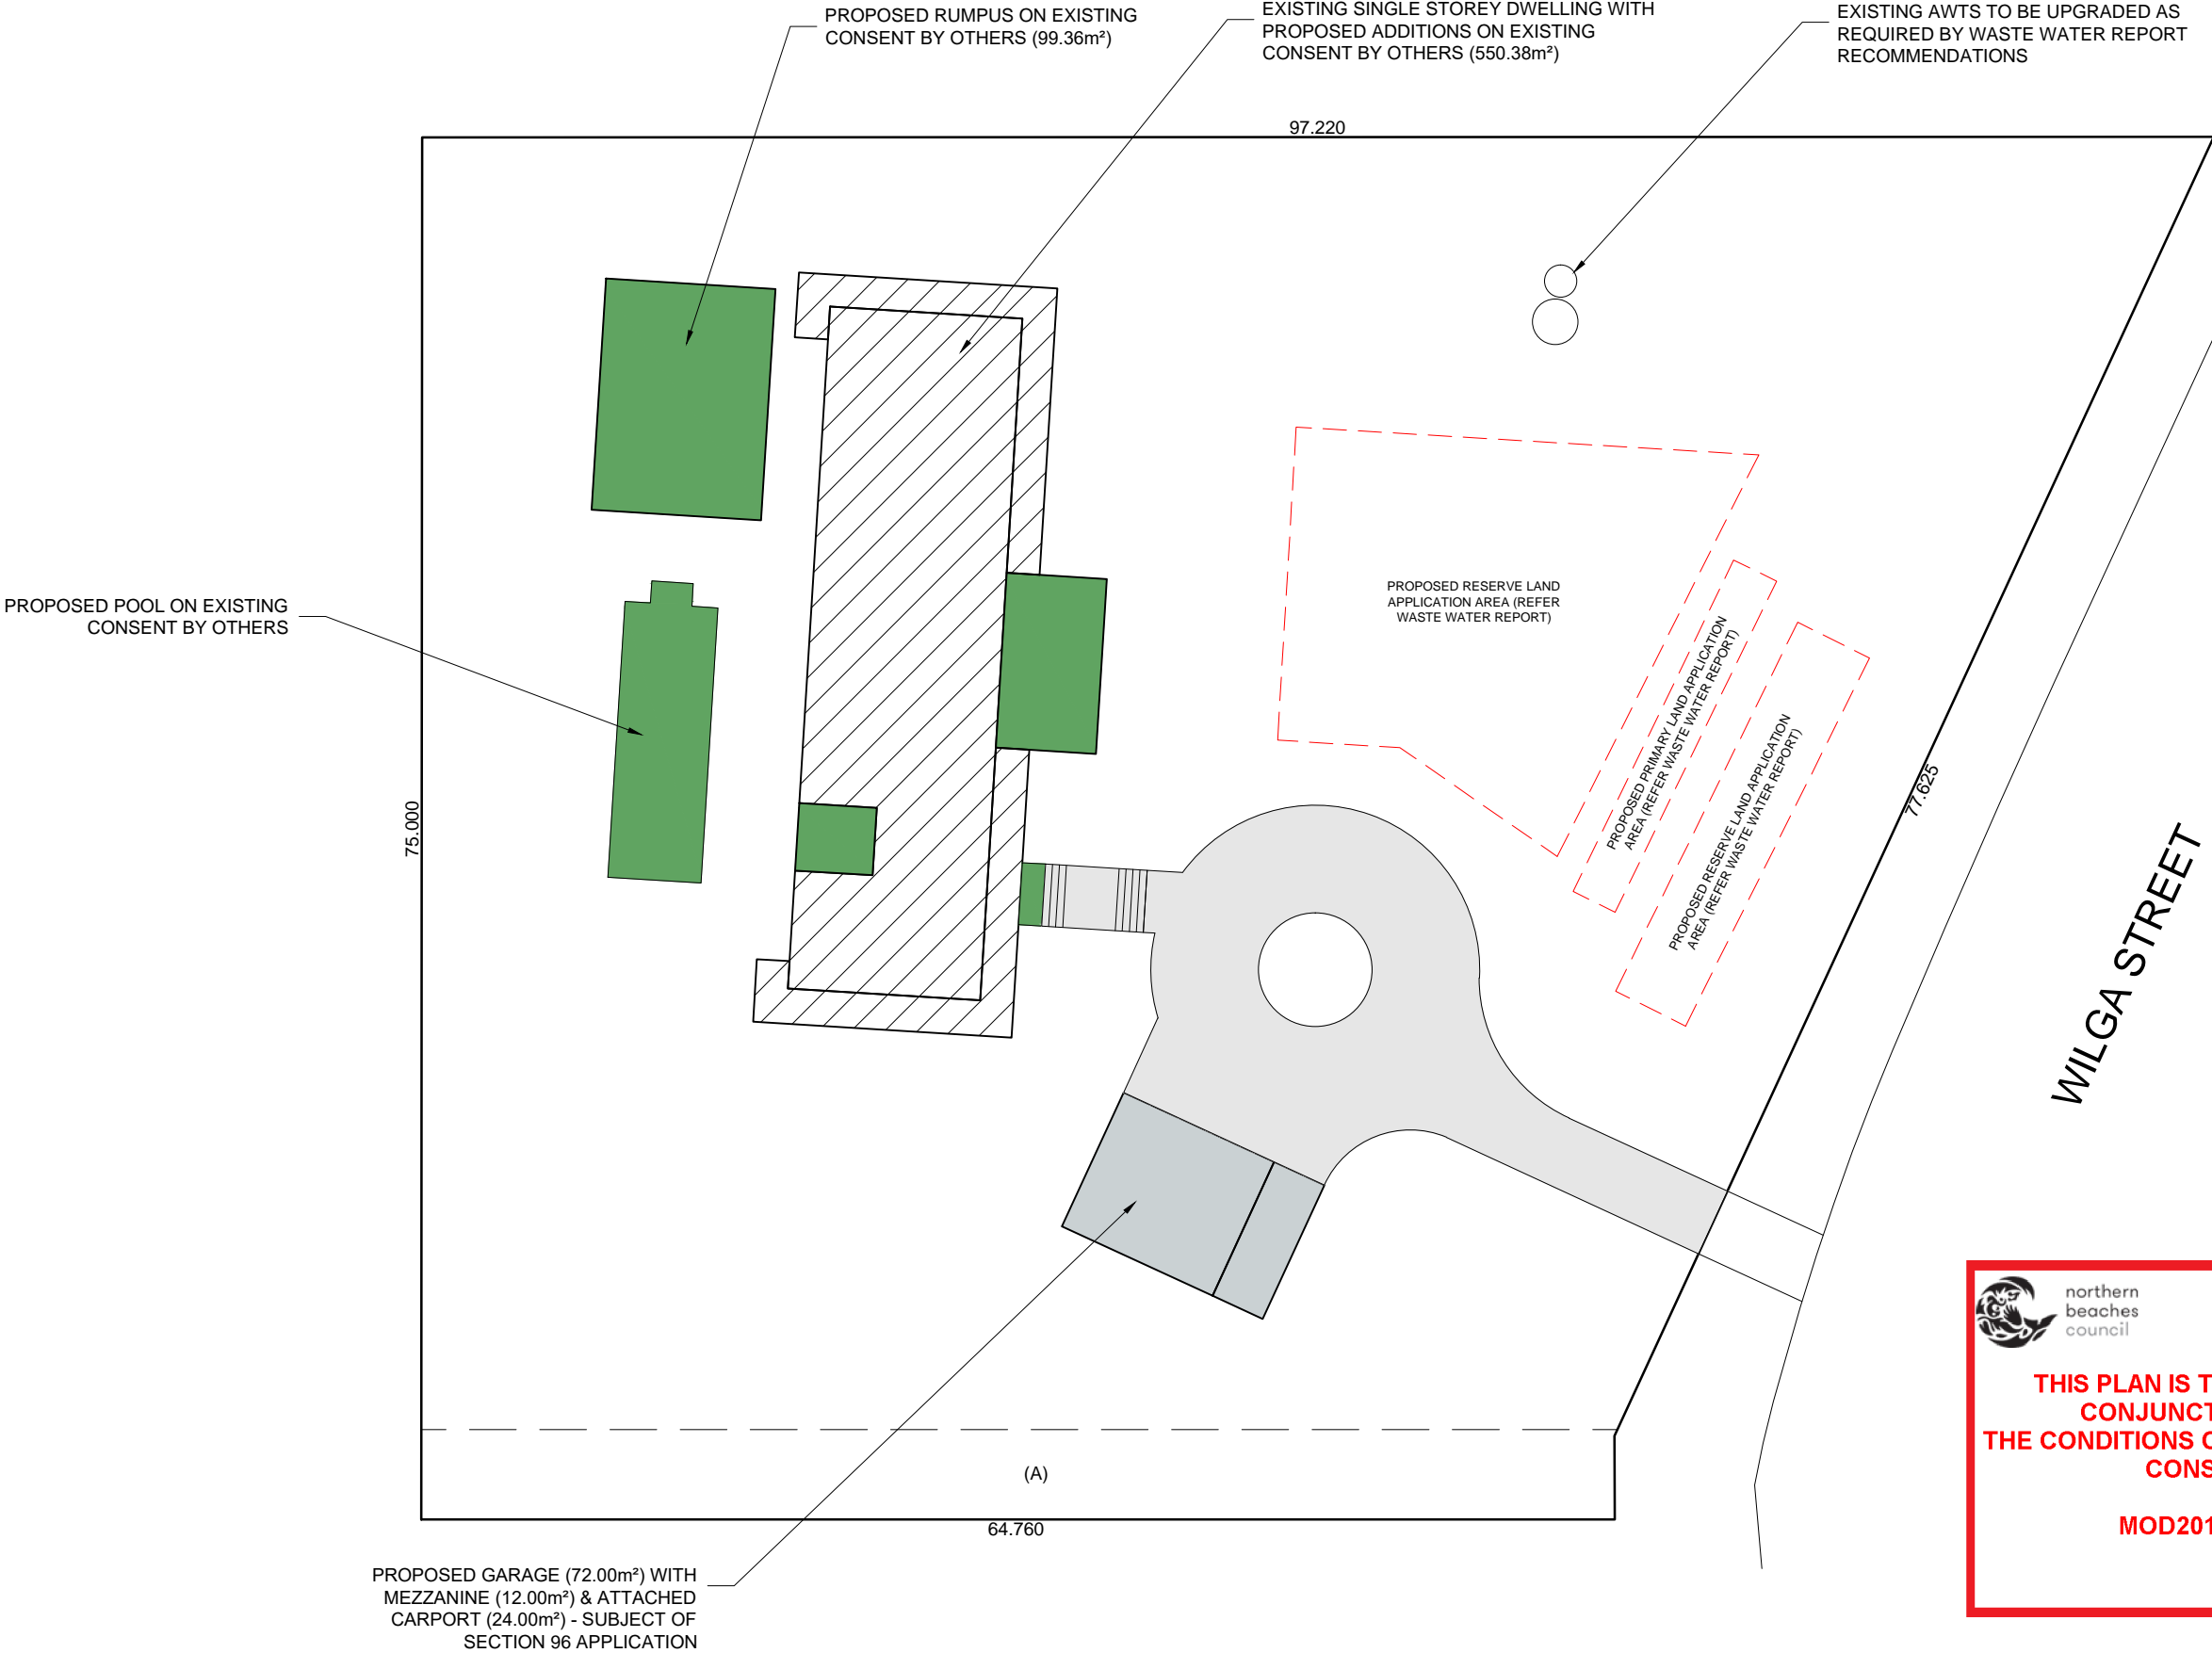 PROPOSED RUMPUS ON EXISTING
CONSENT BY OTHERS (99.36m²)
EXISTING SINGLE STOREY DWELLING WITH
PROPOSED ADDITIONS ON EXISTING
CONSENT BY OTHERS (550.38m²)
EXISTING AWTS TO BE UPGRADED AS
REQUIRED BY WASTE WATER REPORT
RECOMMENDATIONS
97.220
PROPOSED POOL ON EXISTING
CONSENT BY OTHERS
PROPOSED RESERVE LAND
APPLICATION AREA (REFER
WASTE WATER REPORT)
PROPOSED PRIMARY LAND APPLICATION
AREA (REFER WASTE WATER REPORT)
PROPOSED RESERVE LAND APPLICATION
AREA (REFER WASTE WATER REPORT)
75.000
77.625
WILGA STREET
(A)
64.760
PROPOSED GARAGE (72.00m²) WITH
MEZZANINE (12.00m²) & ATTACHED
CARPORT (24.00m²) - SUBJECT OF
SECTION 96 APPLICATION
northern
beaches
council
THIS PLAN IS T
CONJUNCT
THE CONDITIONS
CONS
MOD201